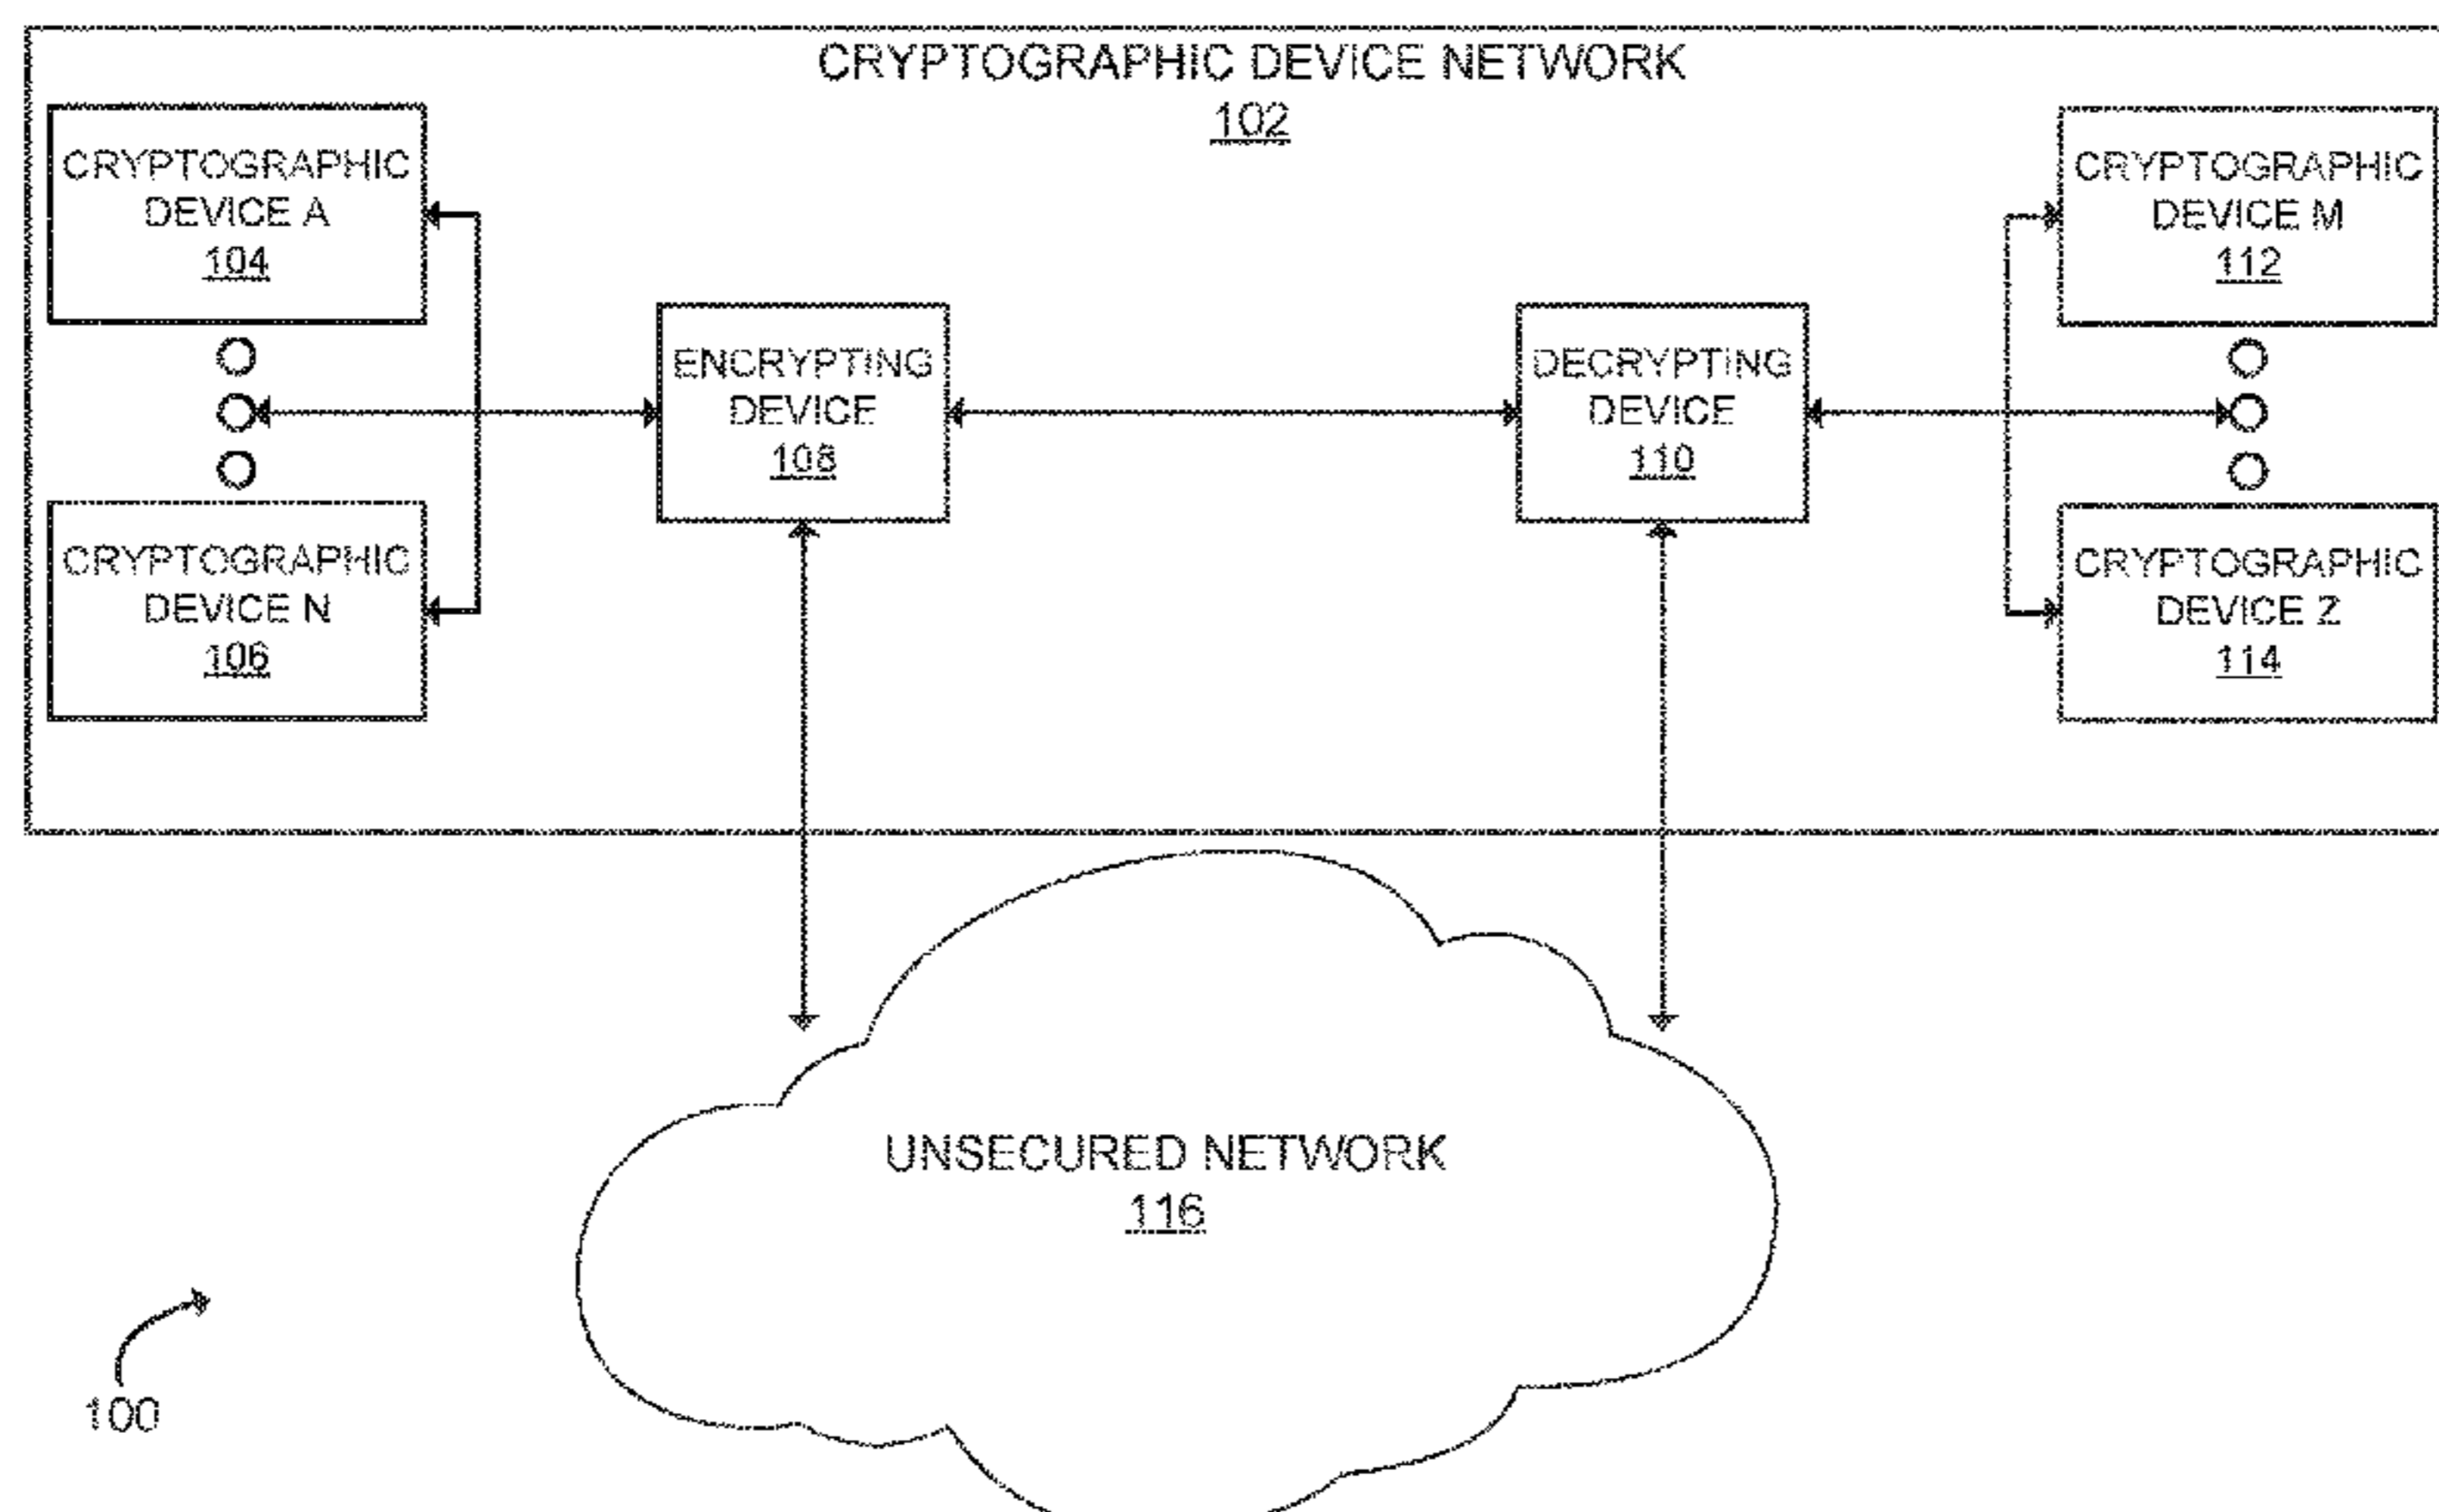 CRYPTOGRAPHIC DEVICE NETWORK
102
CRYPTOGRAPHIC
DEVICE A
104
CRYPTOGRAPHIC
DEVICE N
106
ENCRYPTING
DEVICE
108
DECRYPTING
DEVICE
110
CRYPTOGRAPHIC
DEVICE M
112
CRYPTOGRAPHIC
DEVICE Z
114
UNSECURED NETWORK
116
100